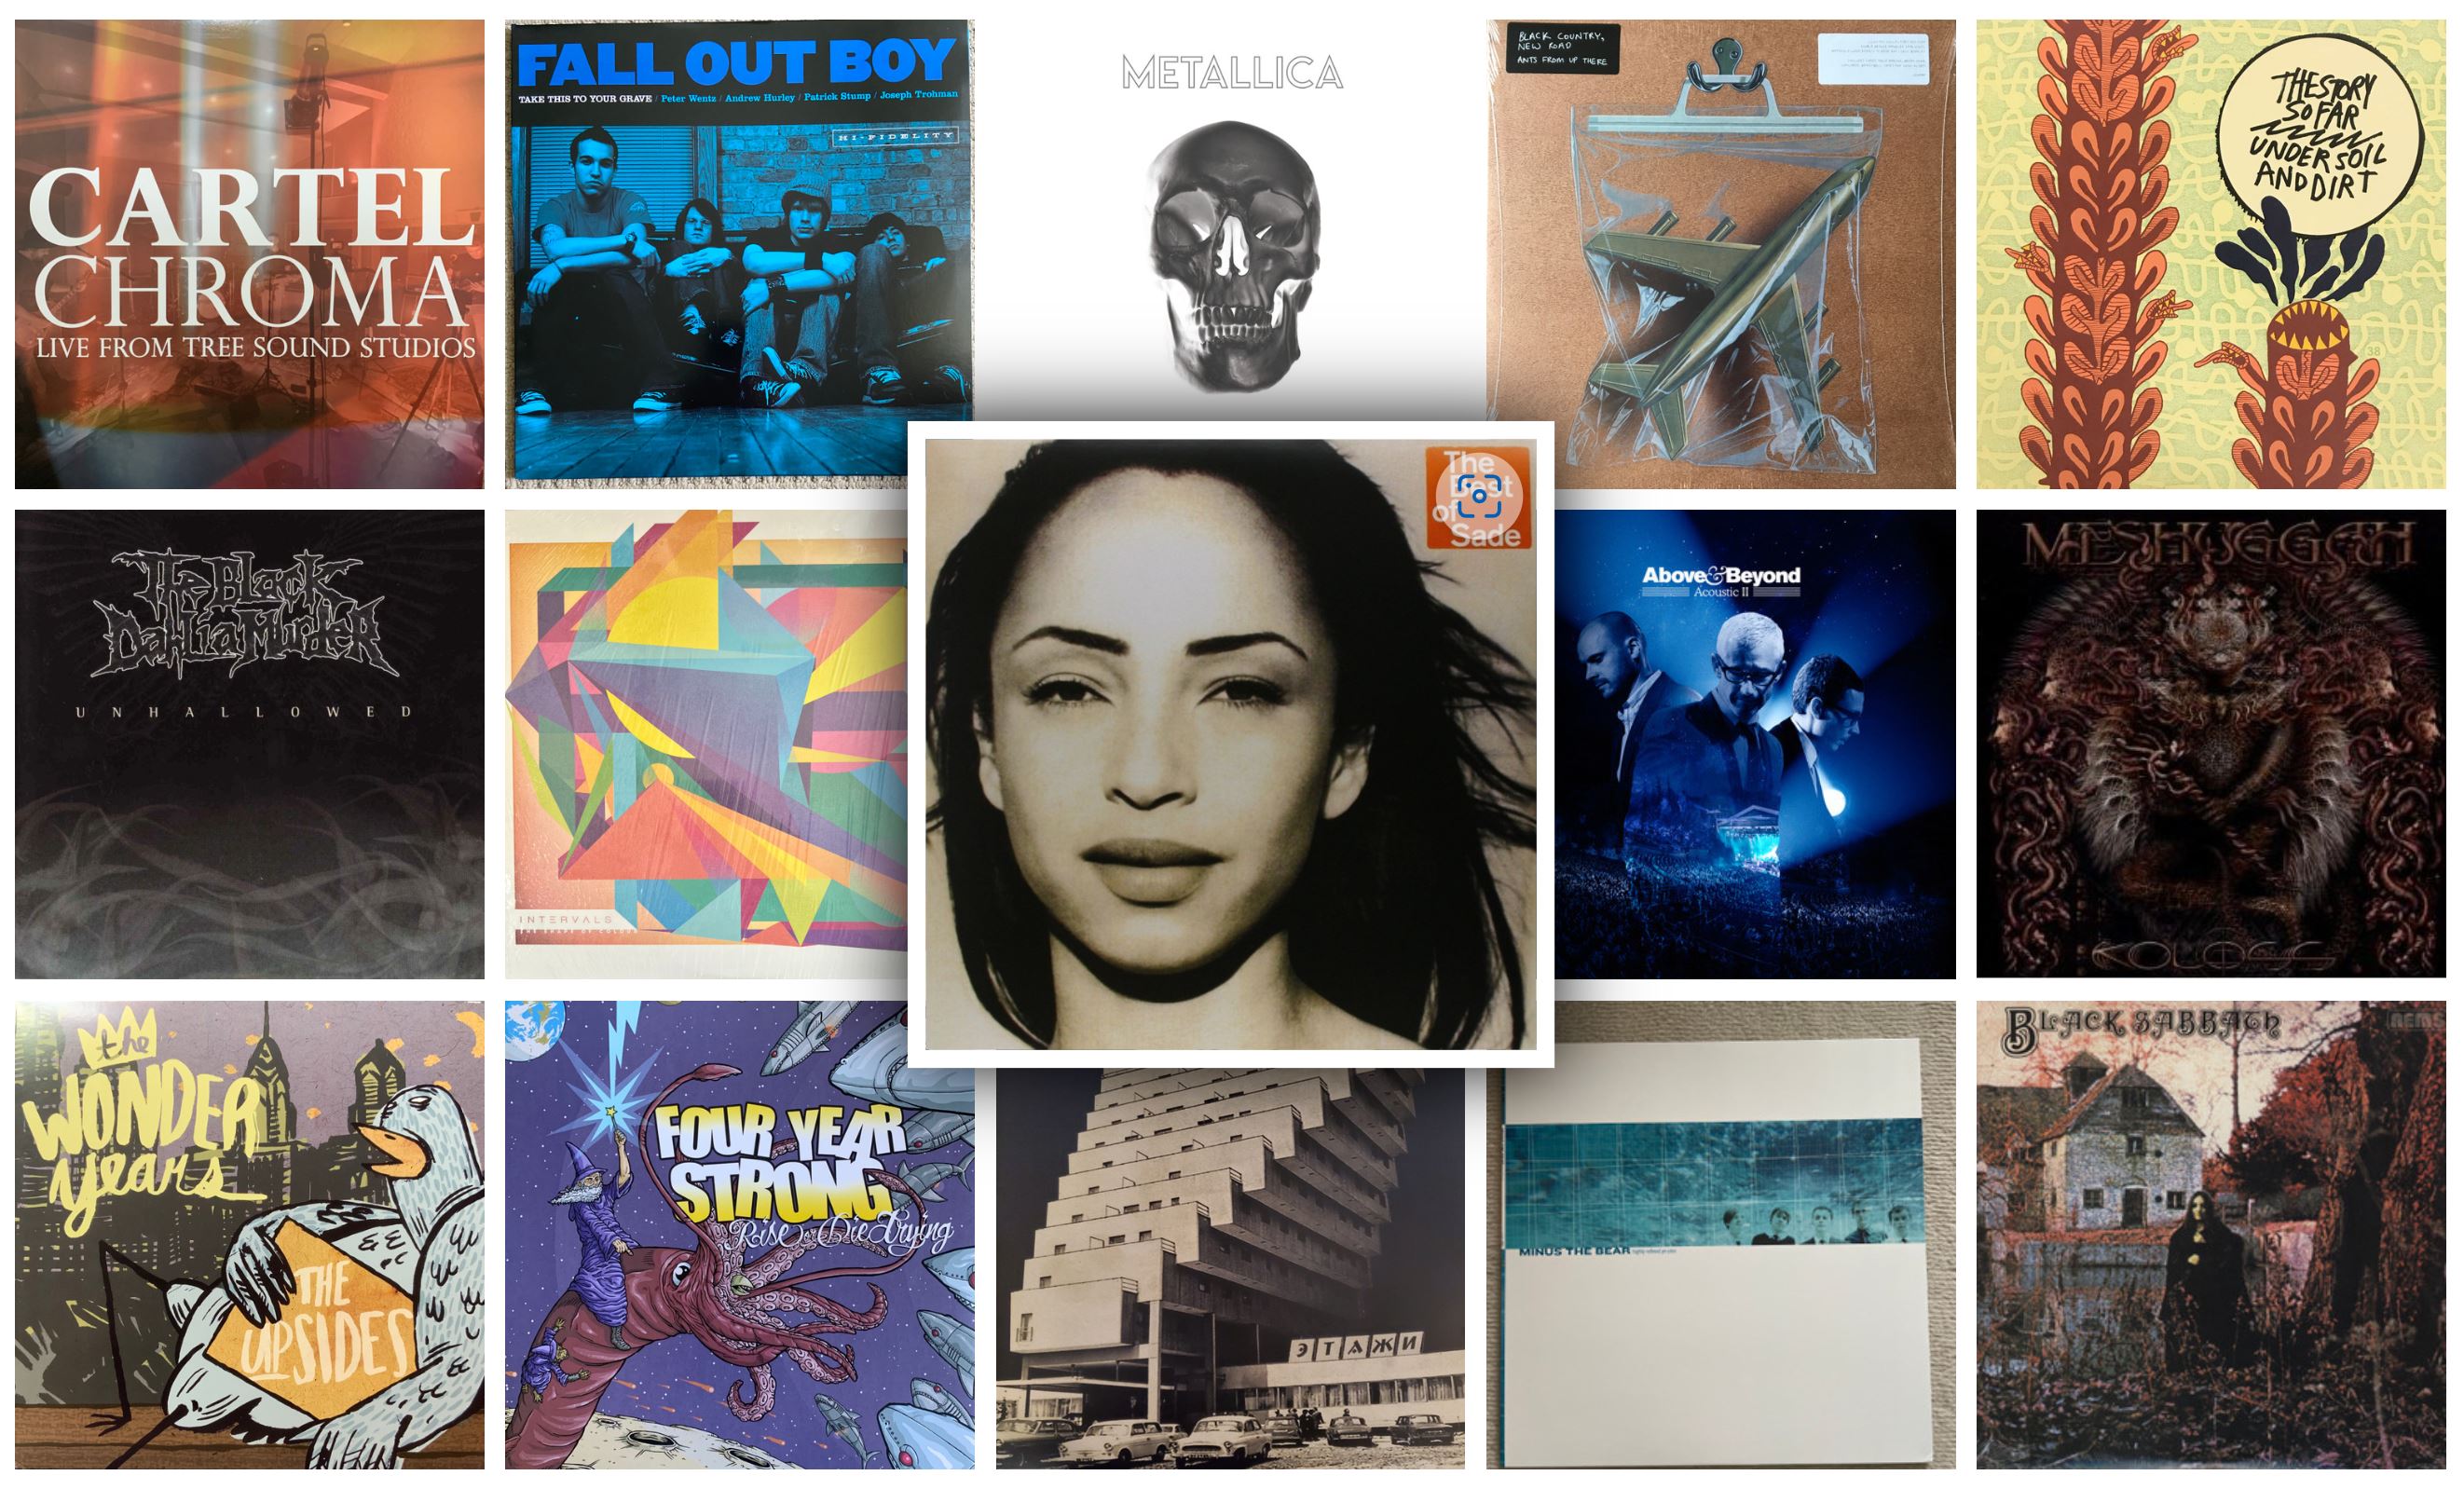 CARTEL
CHROMA
LIVE FROM TREE SOUND STUDIOS
FALL OUT BOY
TAKE THIS TO YOUR GRAVE / Peter Wentz / Andrew Hurley / Patrick Stump / Joseph Trohman
HI-FIDELITY
METALLICA
BLACK COUNTRY,
NEW ROAD
ANTS FROM UP THERE
THE STORY
SO FAR
UNDER SOIL
AND DIRT
The Black
Dahlia Murder
UNHALLOWED
INTERVALS
The
Best
of
Sade
Above & Beyond
Acoustic II
MESHUGGAH
KOLOSS
the
WONDER
years
THE
UPSIDES
FOUR YEAR
STRONG
Rise or Die Trying
ЭТАЖИ
MINUS THE BEAR
BLACK SABBATH